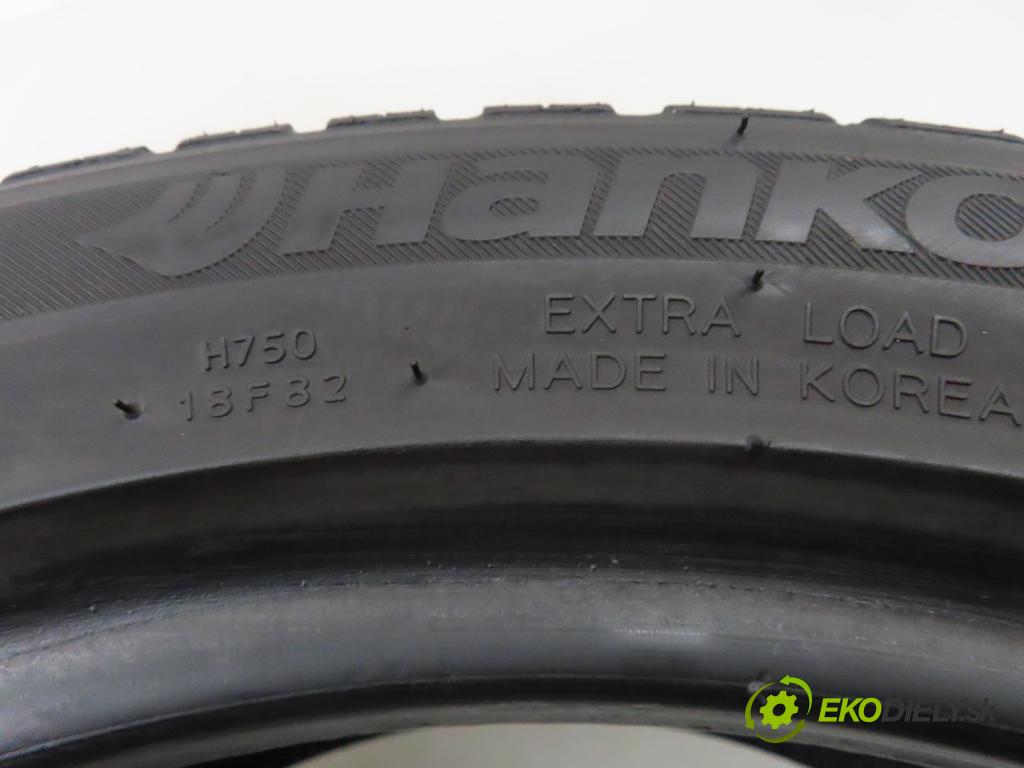 Hanko
H750
18F82
EXTRA LOAD
MADE IN KOREA
EKODIELY.SK